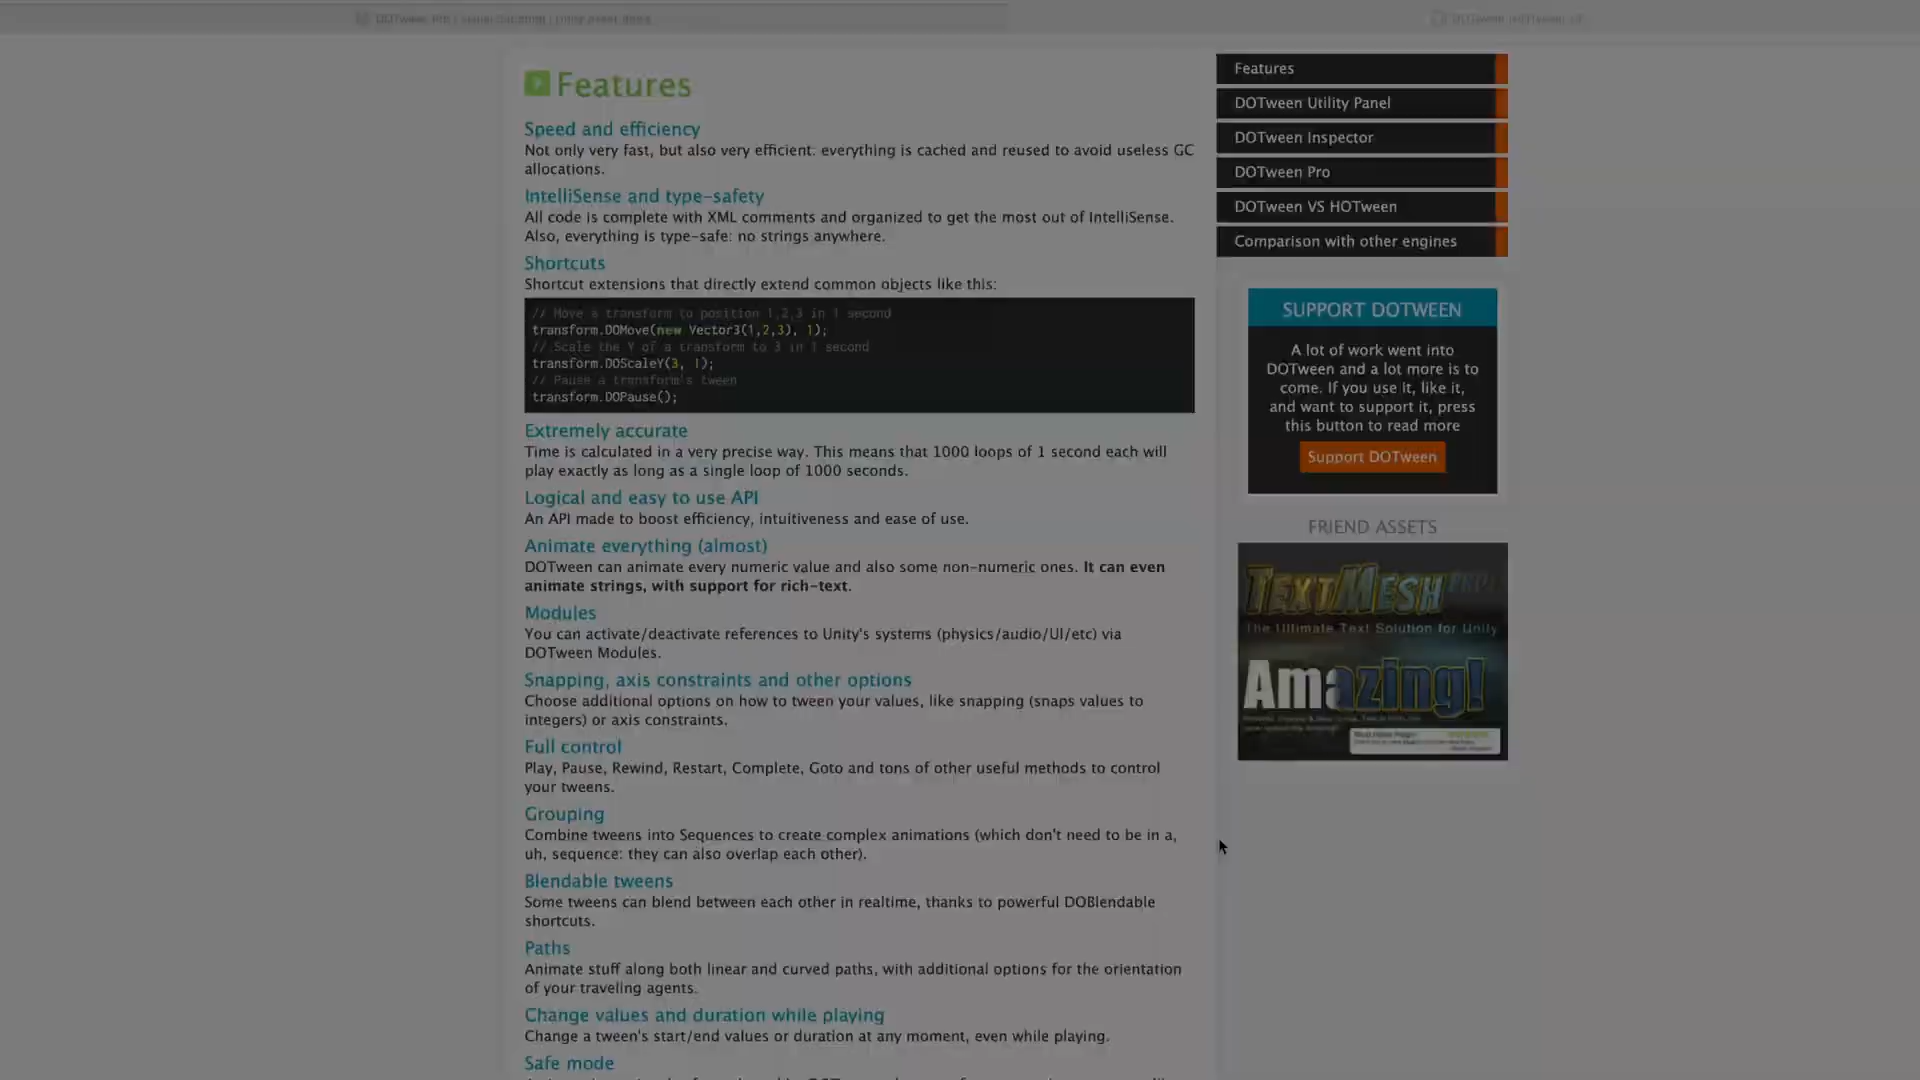 Features
Speed and efficiency
Not only very fast, but also very efficient: everything is cached and reused to avoid useless GC
allocations.
IntelliSense and type-safety
All code is complete with XML comments and organized to get the most out of IntelliSense.
Also, everything is type-safe: no strings anywhere.
Shortcuts
Shortcut extensions that directly extend common objects like this:
// Move a transform to position 1,2,3 in 1 second
transform.DOMove(new Vector3(1,2,3), 1);
// Scale the Y of a transform to 3 in 1 second
transform.DOScaleY(3, 1);
// Pause a transform's tween
transform.DOPause();
Extremely accurate
Time is calculated in a very precise way. This means that 1000 loops of 1 second each will
play exactly as long as a single loop of 1000 seconds.
Logical and easy to use API
An API made to boost efficiency, intuitiveness and ease of use.
Animate everything (almost)
DOTween can animate every numeric value and also some non-numeric ones. It can even
animate strings, with support for rich-text.
Modules
You can activate/deactivate references to Unity's systems (physics/audio/UI/etc) via
DOTween Modules.
Snapping, axis constraints and other options
Choose additional options on how to tween your values, like snapping (snaps values to
integers) or axis constraints.
Full control
Play, Pause, Rewind, Restart, Complete, Goto and tons of other useful methods to control
your tweens.
Grouping
Combine tweens into Sequences to create complex animations (which don't need to be in a,
uh, sequence: they can also overlap each other).
Blendable tweens
Some tweens can blend between each other in realtime, thanks to powerful DOBlendable
shortcuts.
Paths
Animate stuff along both linear and curved paths, with additional options for the orientation
of your traveling agents.
Change values and duration while playing
Change a tween's start/end values or duration at any moment, even while playing.
Safe mode
Features
DOTween Utility Panel
DOTween Inspector
DOTween Pro
DOTween VS HOTween
Comparison with other engines
SUPPORT DOTWEEN
A lot of work went into
DOTween and a lot more is to
come. If you use it, like it,
and want to support it, press
this button to read more
Support DOTween
FRIEND ASSETS
TEXTMESH PRO
The Ultimate Text Solution for Unity
Amazing!